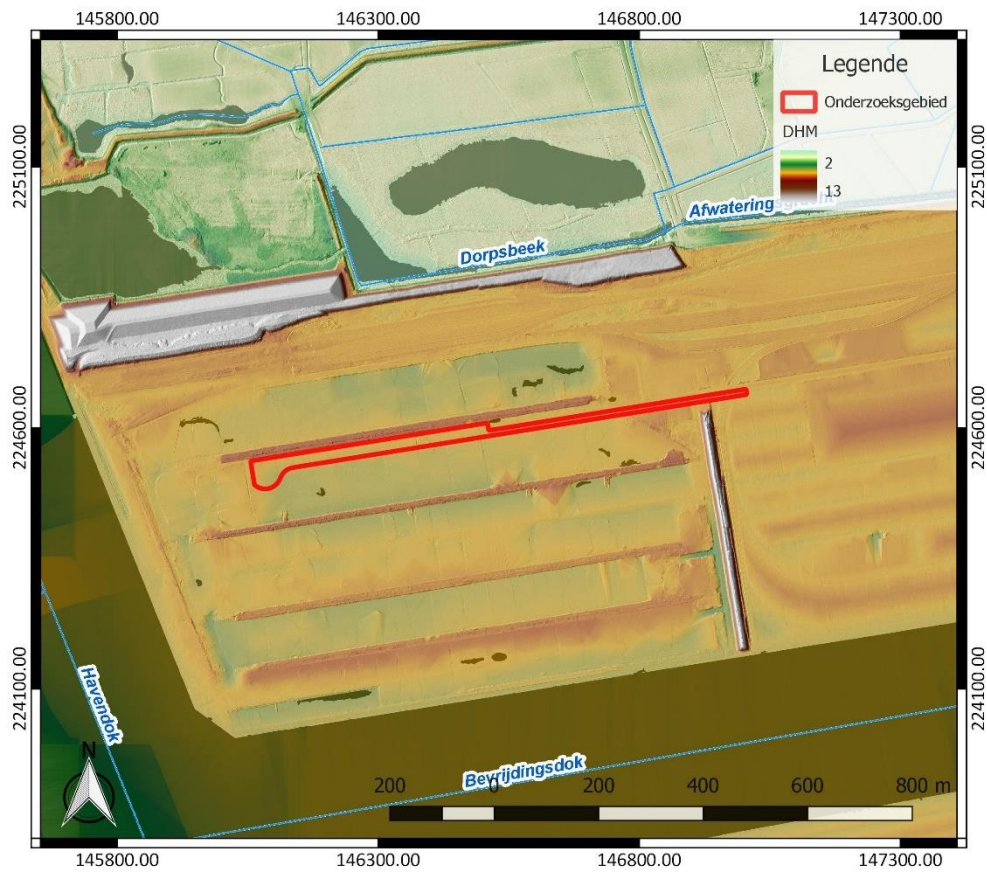 145800.00 146300.00 146800.00 147300.00
Legende
Onderzoeksgebied
DHM
2
13
225100.00 225100.00
Afwateringsgracht
Dorpsbeek
224600.00 224600.00
224100.00 224100.00
Havendok
N
Bevrijdingsdok
200 0 200 400 600 800 m
145800.00 146300.00 146800.00 147300.00